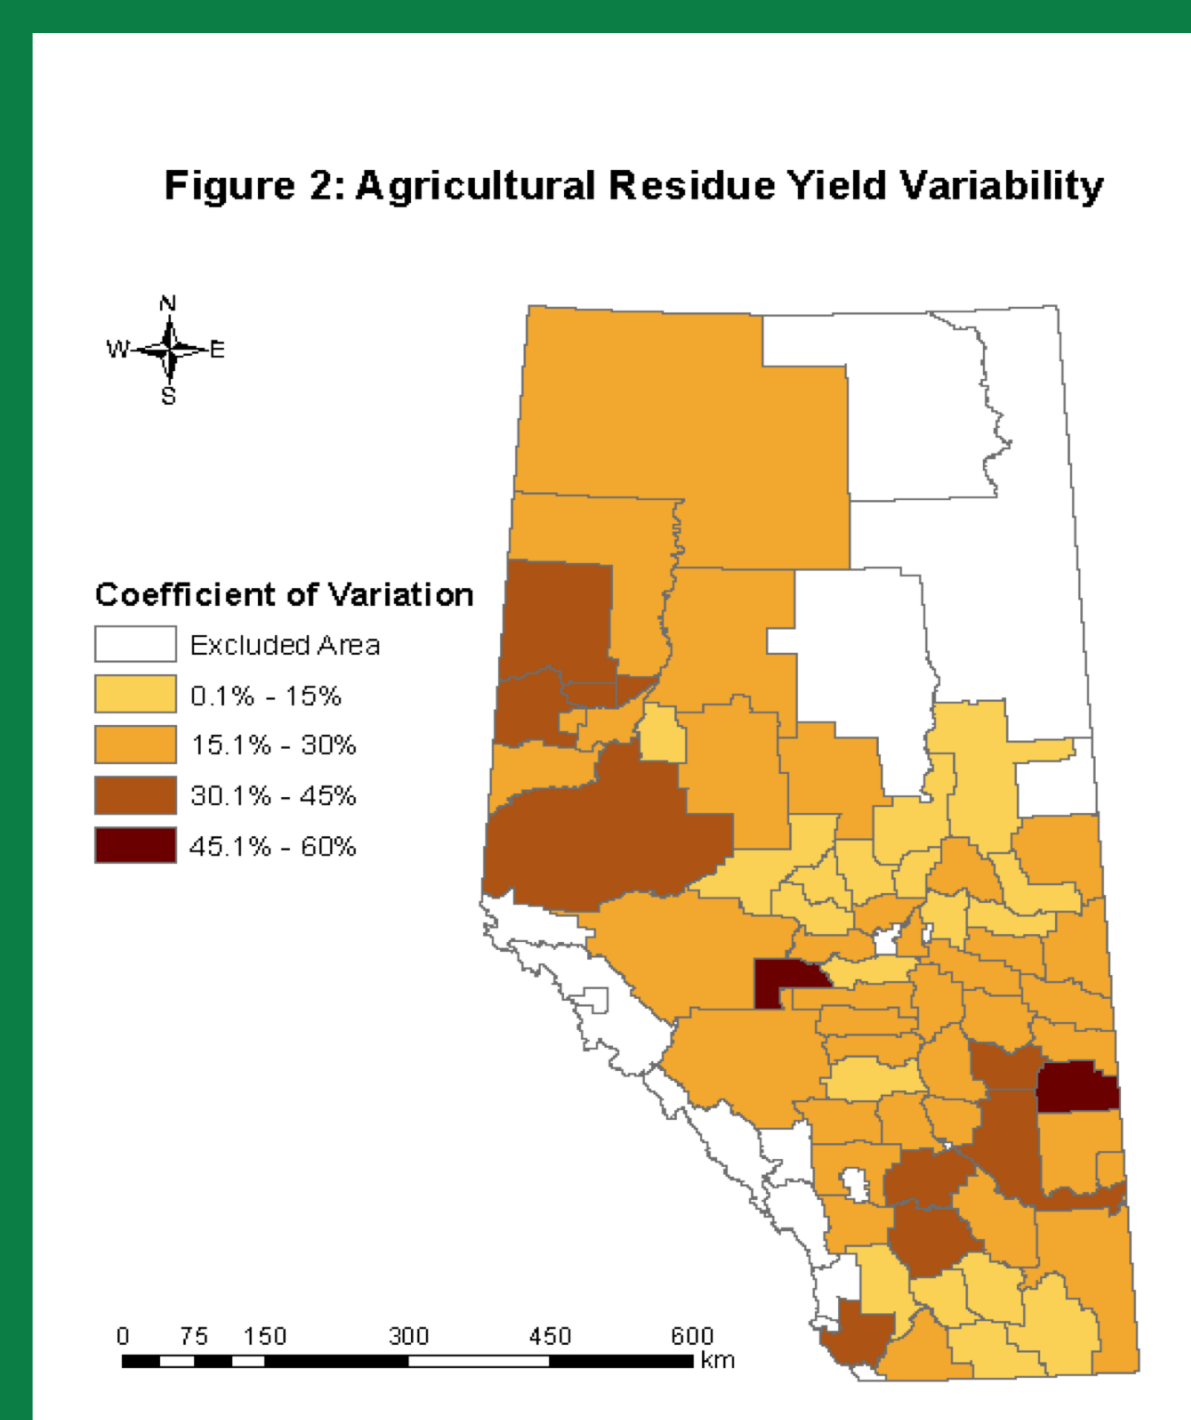 Figure 2: Agricultural Residue Yield Variability
N
W E
S
Coefficient of Variation
Excluded Area
0.1% - 15%
15.1% - 30%
30.1% - 45%
45.1% - 60%
0 75 150 300 450 600
km